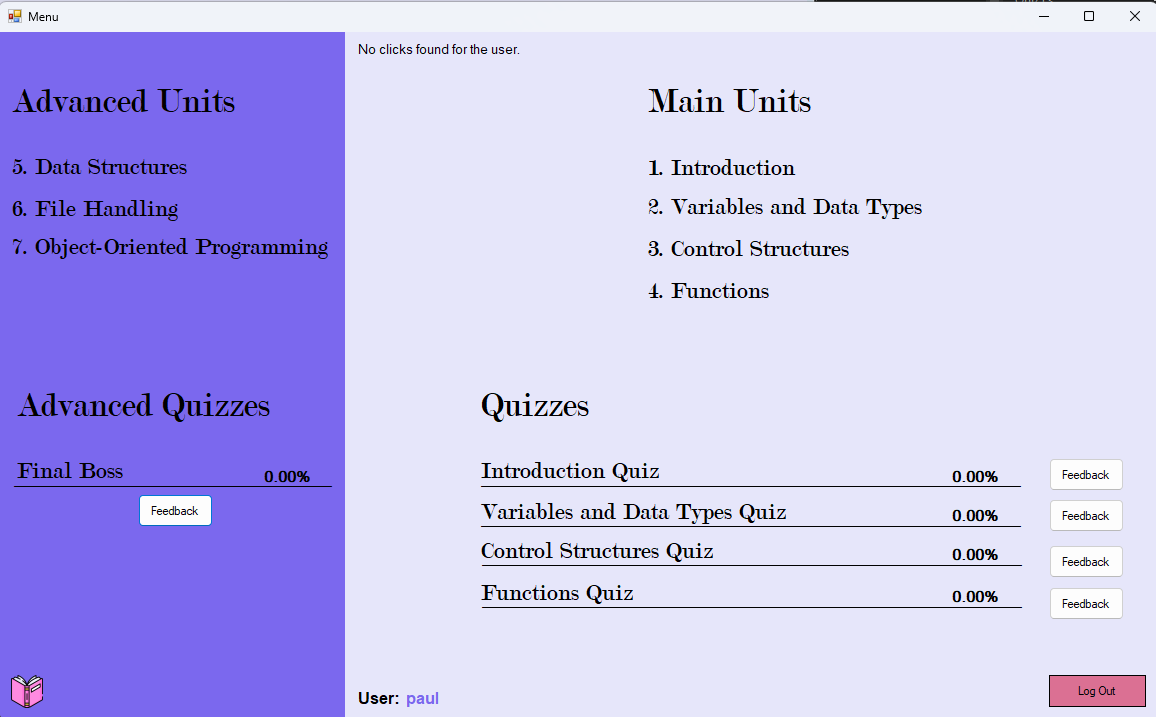 Menu
No clicks found for the user.
Advanced Units
5. Data Structures
6. File Handling
7. Object-Oriented Programming
Main Units
1. Introduction
2. Variables and Data Types
3. Control Structures
4. Functions
Advanced Quizzes
Final Boss 0.00%
Feedback
Quizzes
Introduction Quiz 0.00% Feedback
Variables and Data Types Quiz 0.00% Feedback
Control Structures Quiz 0.00% Feedback
Functions Quiz 0.00% Feedback
User: paul
Log Out